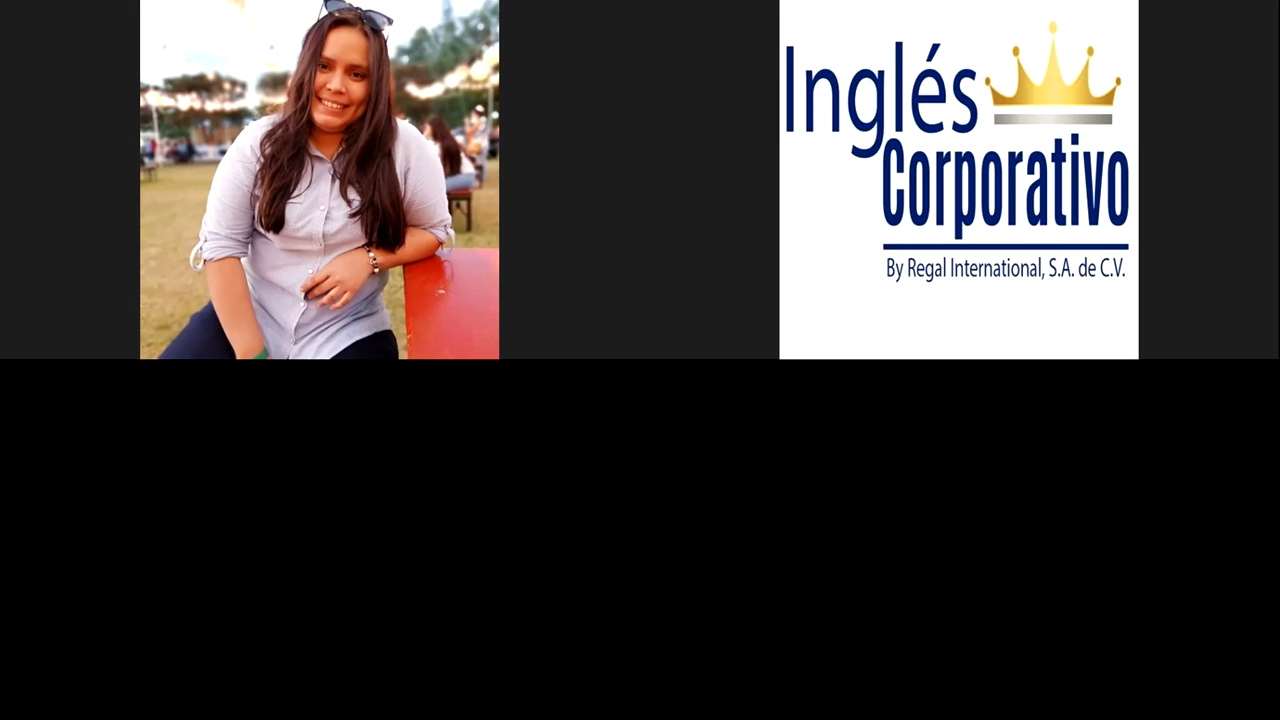 Inglés
Corporativo
By Regal International, S.A. de C.V.